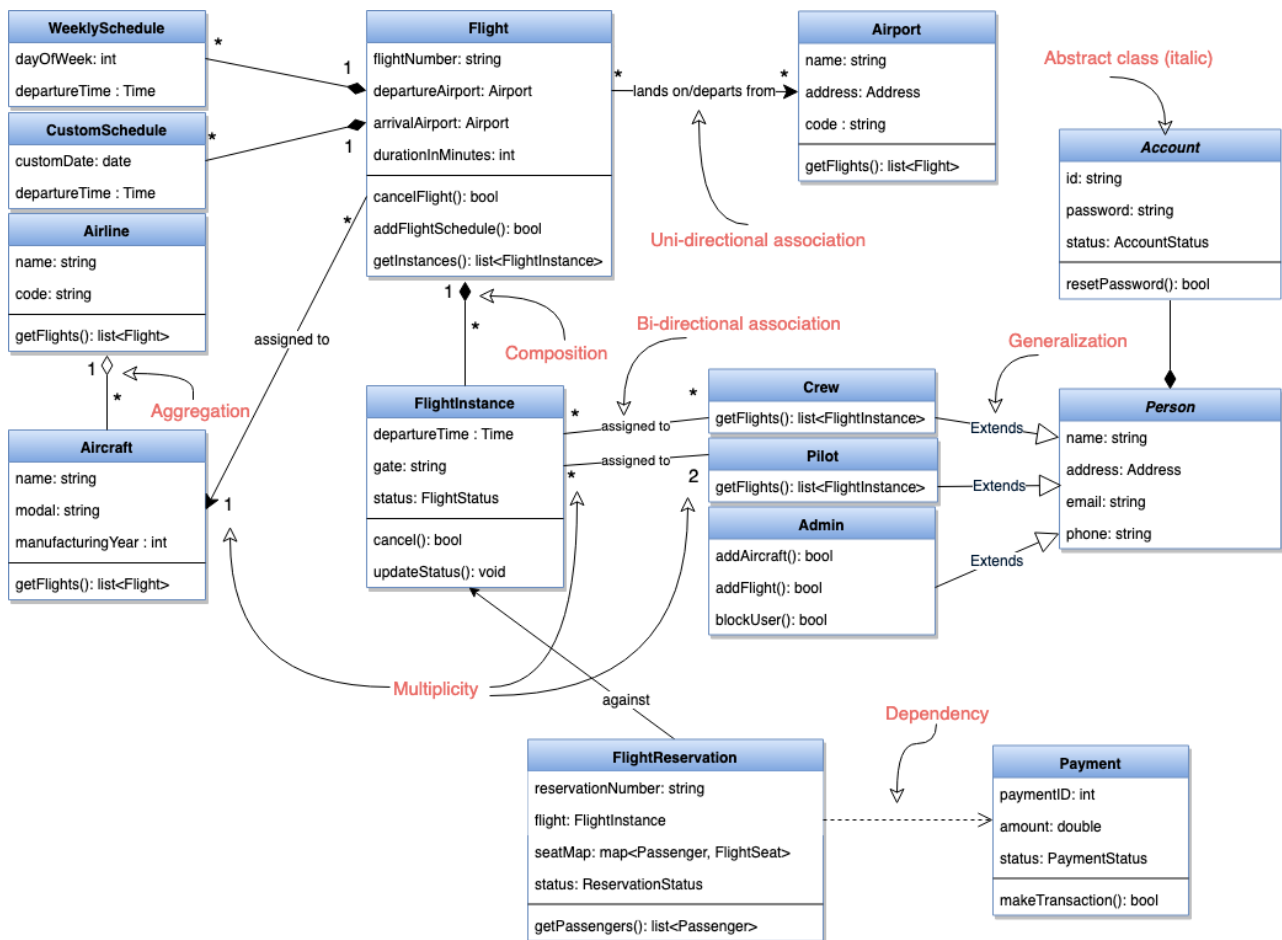 WeeklySchedule
dayOfWeek: int
departureTime : Time
*
1
CustomSchedule
customDate: date
departureTime : Time
*
1
Flight
flightNumber: string
departureAirport: Airport
arrivalAirport: Airport
durationInMinutes: int
cancelFlight(): bool
addFlightSchedule(): bool
getInstances(): list<FlightInstance>
*
lands on/departs from
*
Airport
name: string
address: Address
code : string
getFlights(): list<Flight>
Uni-directional association
Abstract class (italic)
Account
id: string
password: string
status: AccountStatus
resetPassword(): bool
Airline
name: string
code: string
getFlights(): list<Flight>
1
*
Aggregation
*
assigned to
1
Aircraft
name: string
modal: string
manufacturingYear : int
getFlights(): list<Flight>
1
*
Composition
Bi-directional association
Generalization
FlightInstance
departureTime : Time
gate: string
status: FlightStatus
cancel(): bool
updateStatus(): void
*
assigned to
*
*
assigned to
2
Crew
getFlights(): list<FlightInstance>
Pilot
getFlights(): list<FlightInstance>
Admin
addAircraft(): bool
addFlight(): bool
blockUser(): bool
Extends
Extends
Extends
Person
name: string
address: Address
email: string
phone: string
Multiplicity
against
Dependency
FlightReservation
reservationNumber: string
flight: FlightInstance
seatMap: map<Passenger, FlightSeat>
status: ReservationStatus
getPassengers(): list<Passenger>
Payment
paymentID: int
amount: double
status: PaymentStatus
makeTransaction(): bool